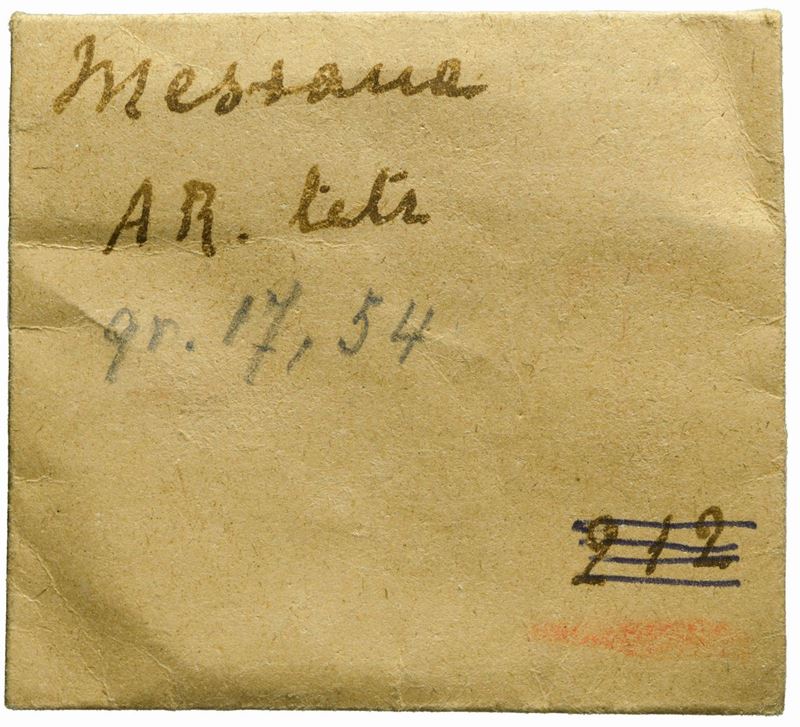 Messana
AR. tetr
gr. 17,54
212